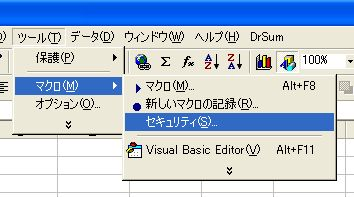 ツール(T) データ(D) ウィンドウ(W) ヘルプ(H) DrSum
保護(P)
100%
マクロ(M)
マクロ(M)... Alt+F8
オプション(O)...
新しいマクロの記録(R)...
セキュリティ(S)...
Visual Basic Editor(V) Alt+F11